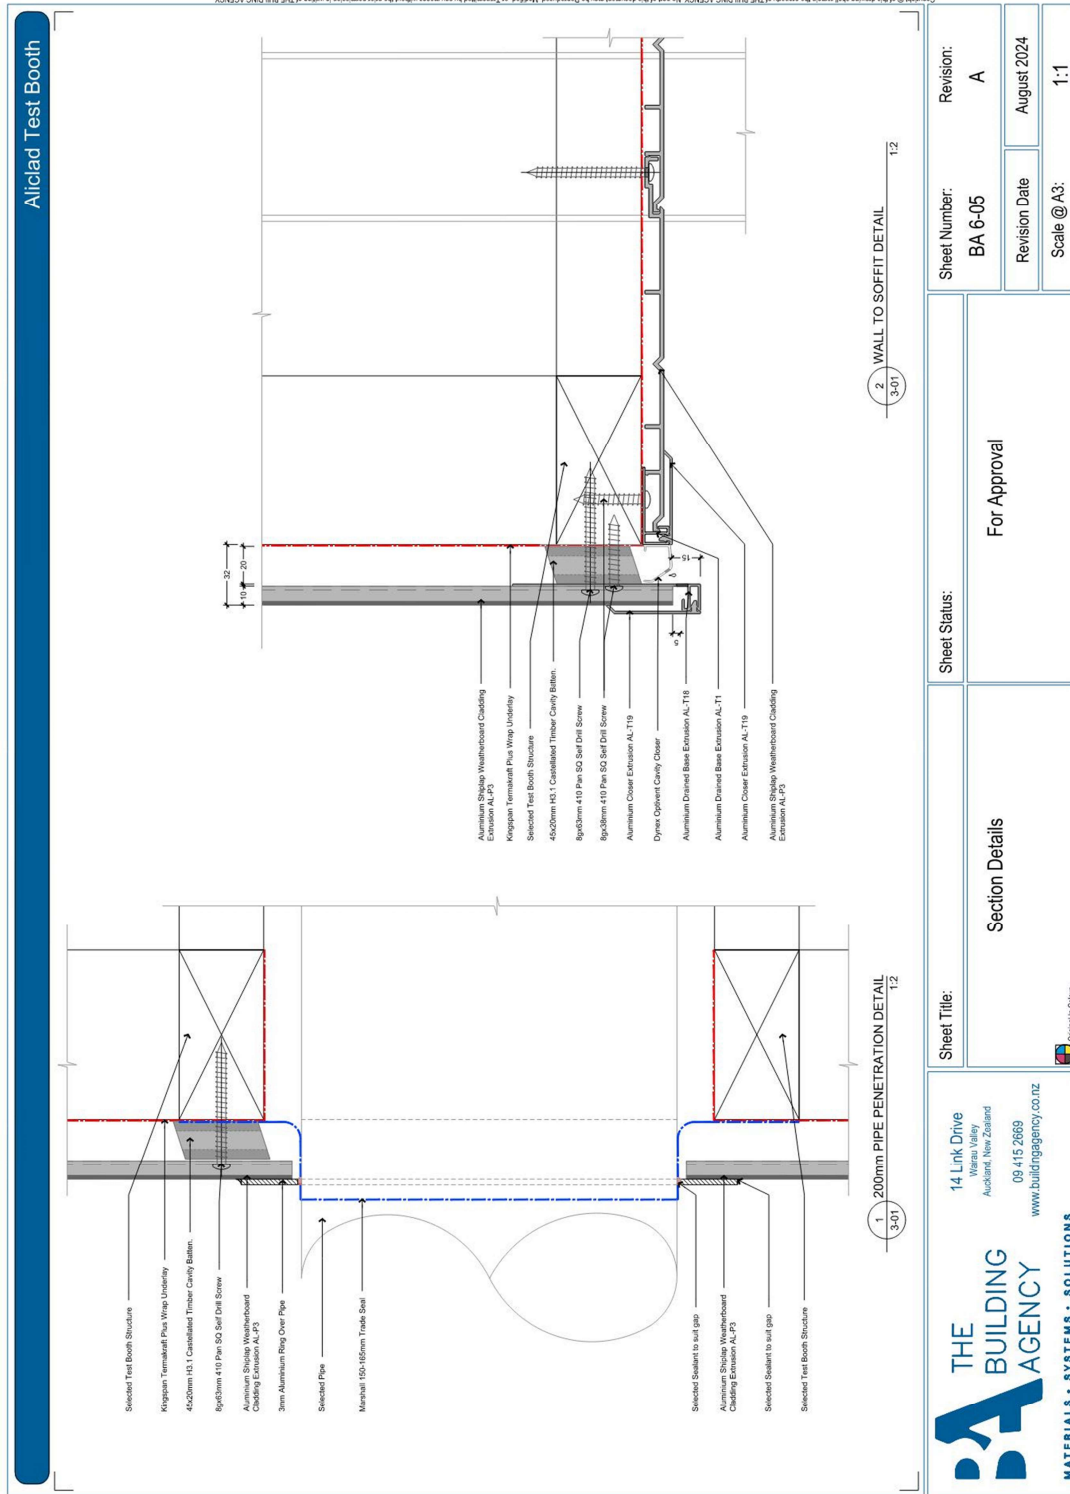 Aliclad Test Booth
Selected Test Booth Structure
Kingspan Termakraft Plus Wrap Underlay
45x20mm H3.1 Castellated Timber Cavity Batten.
8gx63mm 410 Pan SQ Self Drill Screw
Aluminium Shiplap Weatherboard
Cladding Extrusion AL-P3
3mm Aluminium Ring Over Pipe
Selected Pipe
Marshall 150-165mm Trade Seal
Selected Sealant to suit gap
Aluminium Shiplap Weatherboard
Cladding Extrusion AL-P3
Selected Sealant to suit gap
Selected Test Booth Structure
1
3-01
200mm PIPE PENETRATION DETAIL
1:2
32
10
20
Aluminium Shiplap Weatherboard Cladding
Extrusion AL-P3
Kingspan Termakraft Plus Wrap Underlay
Selected Test Booth Structure
45x20mm H3.1 Castellated Timber Cavity Batten.
8gx63mm 410 Pan SQ Self Drill Screw
8gx38mm 410 Pan SQ Self Drill Screw
Aluminium Closer Extrusion AL-T19
Dynex Optivent Cavity Closer
Aluminium Drained Base Extrusion AL-T18
Aluminium Drained Base Extrusion AL-T1
Aluminium Closer Extrusion AL-T19
Aluminium Shiplap Weatherboard Cladding
Extrusion AL-P3
15
5
2
3-01
WALL TO SOFFIT DETAIL
1:2
BA
THE
BUILDING
AGENCY
MATERIALS • SYSTEMS • SOLUTIONS
14 Link Drive
Wairau Valley
Auckland, New Zealand
09 415 2669
www.buildingagency.co.nz
Sheet Title:
Section Details
Sheet Status:
For Approval
Sheet Number:
BA 6-05
Revision:
A
Revision Date
August 2024
Scale @ A3:
1:1